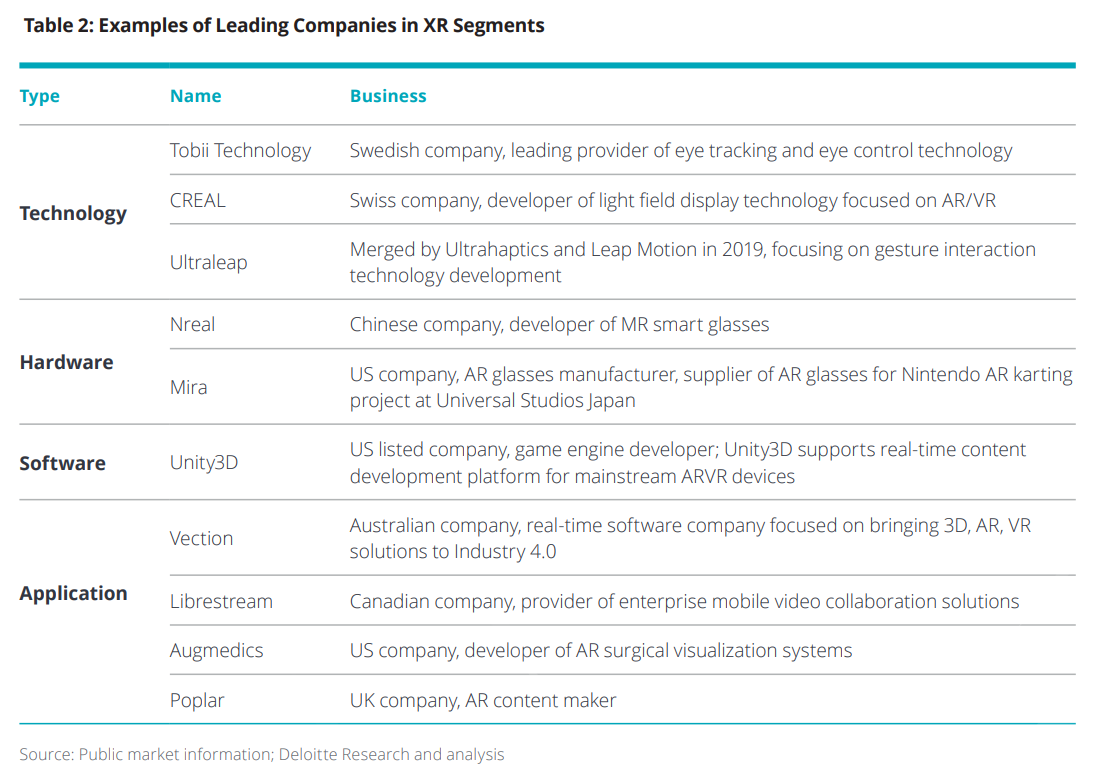 Table 2: Examples of Leading Companies in XR Segments
Type Name Business
Technology
Tobii Technology Swedish company, leading provider of eye tracking and eye control technology
CREAL Swiss company, developer of light field display technology focused on AR/VR
Ultraleap Merged by Ultrahaptics and Leap Motion in 2019, focusing on gesture interaction
technology development
Hardware
Nreal Chinese company, developer of MR smart glasses
Mira US company, AR glasses manufacturer, supplier of AR glasses for Nintendo AR karting
project at Universal Studios Japan
Software
Unity3D US listed company, game engine developer; Unity3D supports real-time content
development platform for mainstream ARVR devices
Application
Vection Australian company, real-time software company focused on bringing 3D, AR, VR
solutions to Industry 4.0
Librestream Canadian company, provider of enterprise mobile video collaboration solutions
Augmedics US company, developer of AR surgical visualization systems
Poplar UK company, AR content maker
Source: Public market information; Deloitte Research and analysis